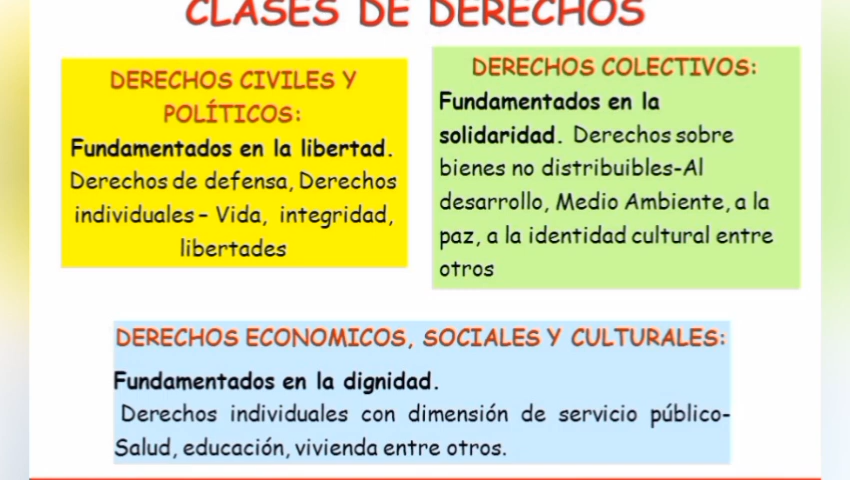 CLASES DE DERECHOS
DERECHOS CIVILES Y
POLÍTICOS:
Fundamentados en la libertad.
Derechos de defensa, Derechos
individuales – Vida, integridad,
libertades
DERECHOS COLECTIVOS:
Fundamentados en la
solidaridad. Derechos sobre
bienes no distribuibles-Al
desarrollo, Medio Ambiente, a la
paz, a la identidad cultural entre
otros
DERECHOS ECONOMICOS, SOCIALES Y CULTURALES:
Fundamentados en la dignidad.
Derechos individuales con dimensión de servicio público-
Salud, educación, vivienda entre otros.